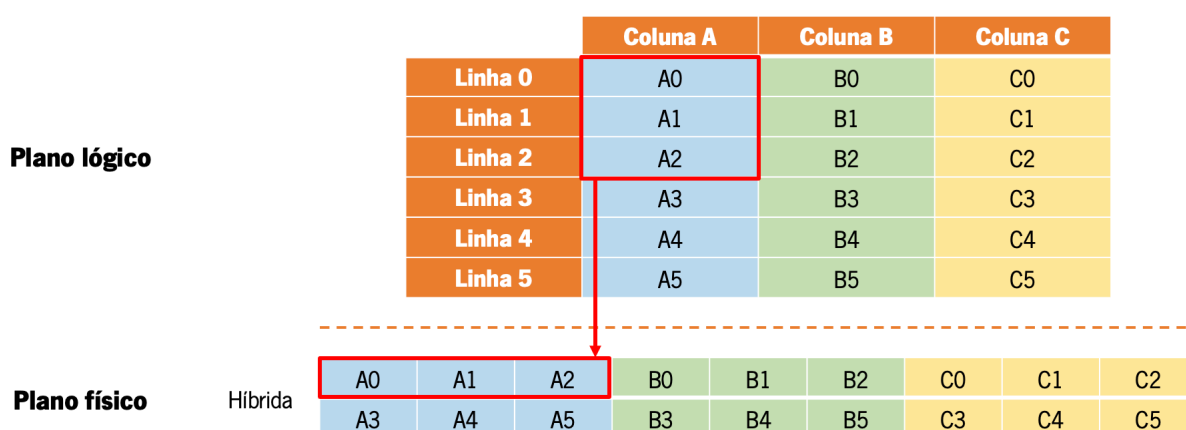 Coluna A Coluna B Coluna C
Linha 0 A0 B0 C0
Linha 1 A1 B1 C1
Plano lógico
Linha 2 A2 B2 C2
Linha 3 A3 B3 C3
Linha 4 A4 B4 C4
Linha 5 A5 B5 C5
Plano físico
Híbrida
A0 A1 A2 B0 B1 B2 C0 C1 C2
A3 A4 A5 B3 B4 B5 C3 C4 C5